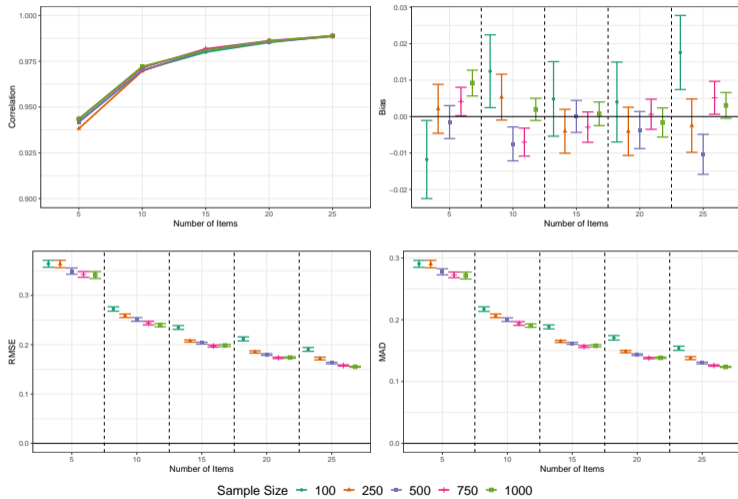 1.000
0.975
0.950
0.925
0.900
Correlation
5 10 15 20 25
Number of Items
0.03
0.02
0.01
0.00
-0.01
-0.02
Bias
5 10 15 20 25
Number of Items
0.3
0.2
0.1
0.0
RMSE
5 10 15 20 25
Number of Items
0.3
0.2
0.1
0.0
MAD
5 10 15 20 25
Number of Items
Sample Size 100 250 500 750 1000